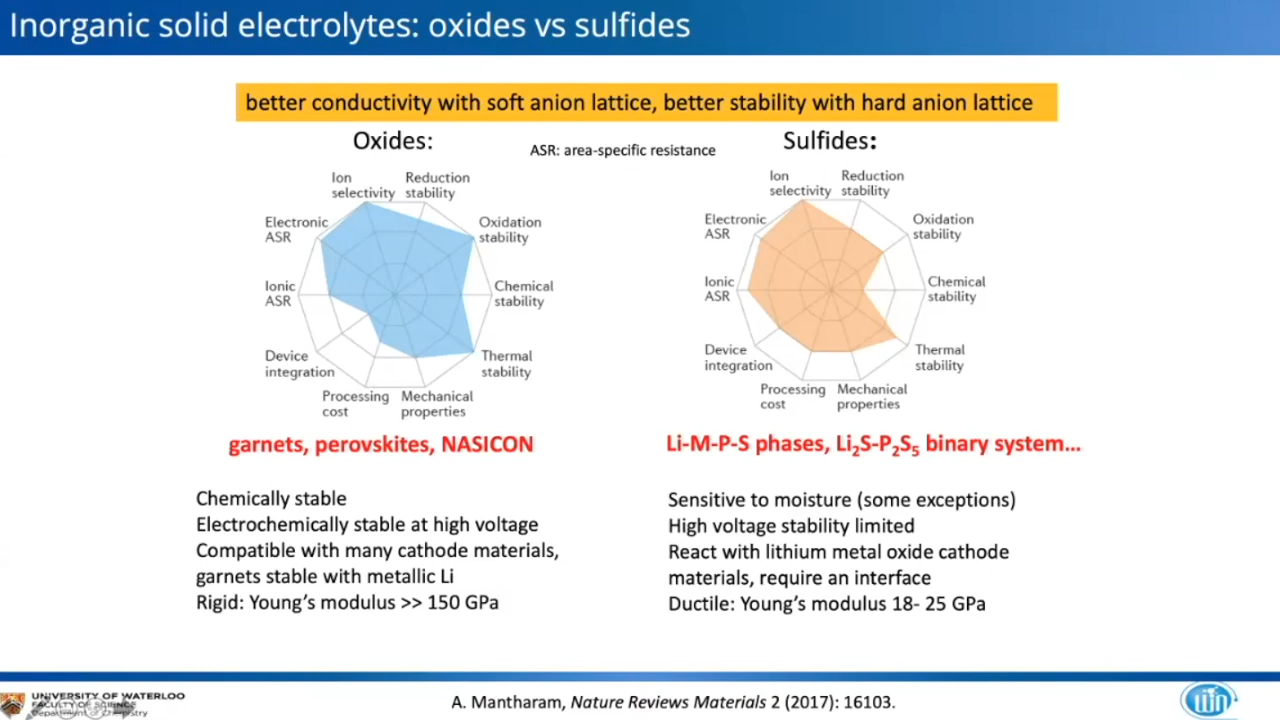 Inorganic solid electrolytes: oxides vs sulfides
better conductivity with soft anion lattice, better stability with hard anion lattice
Oxides:
ASR: area-specific resistance
Sulfides:
Ion
selectivity
Reduction
stability
Electronic
ASR
Oxidation
stability
Ionic
ASR
Chemical
stability
Device
integration
Thermal
stability
Processing
cost
Mechanical
properties
Ion
selectivity
Reduction
stability
Electronic
ASR
Oxidation
stability
Ionic
ASR
Chemical
stability
Device
integration
Thermal
stability
Processing
cost
Mechanical
properties
garnets, perovskites, NASICON
Li-M-P-S phases, Li₂S-P₂S₅ binary system...
Chemically stable
Electrochemically stable at high voltage
Compatible with many cathode materials,
garnets stable with metallic Li
Rigid: Young's modulus >> 150 GPa
Sensitive to moisture (some exceptions)
High voltage stability limited
React with lithium metal oxide cathode
materials, require an interface
Ductile: Young's modulus 18- 25 GPa
UNIVERSITY OF WATERLOO
FACULTY OF SCIENCE
Department of Chemistry
A. Mantharam, Nature Reviews Materials 2 (2017): 16103.